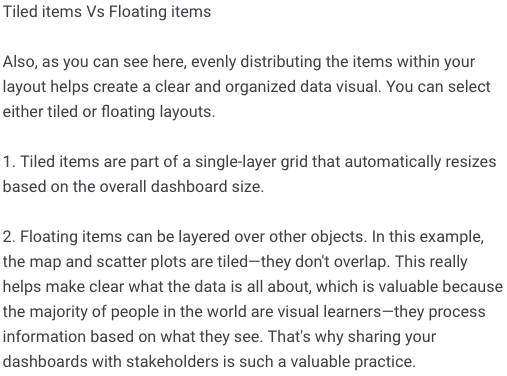 Tiled items Vs Floating items
Also, as you can see here, evenly distributing the items within your
layout helps create a clear and organized data visual. You can select
either tiled or floating layouts.
1. Tiled items are part of a single-layer grid that automatically resizes
based on the overall dashboard size.
2. Floating items can be layered over other objects. In this example,
the map and scatter plots are tiled—they don't overlap. This really
helps make clear what the data is all about, which is valuable because
the majority of people in the world are visual learners—they process
information based on what they see. That's why sharing your
dashboards with stakeholders is such a valuable practice.